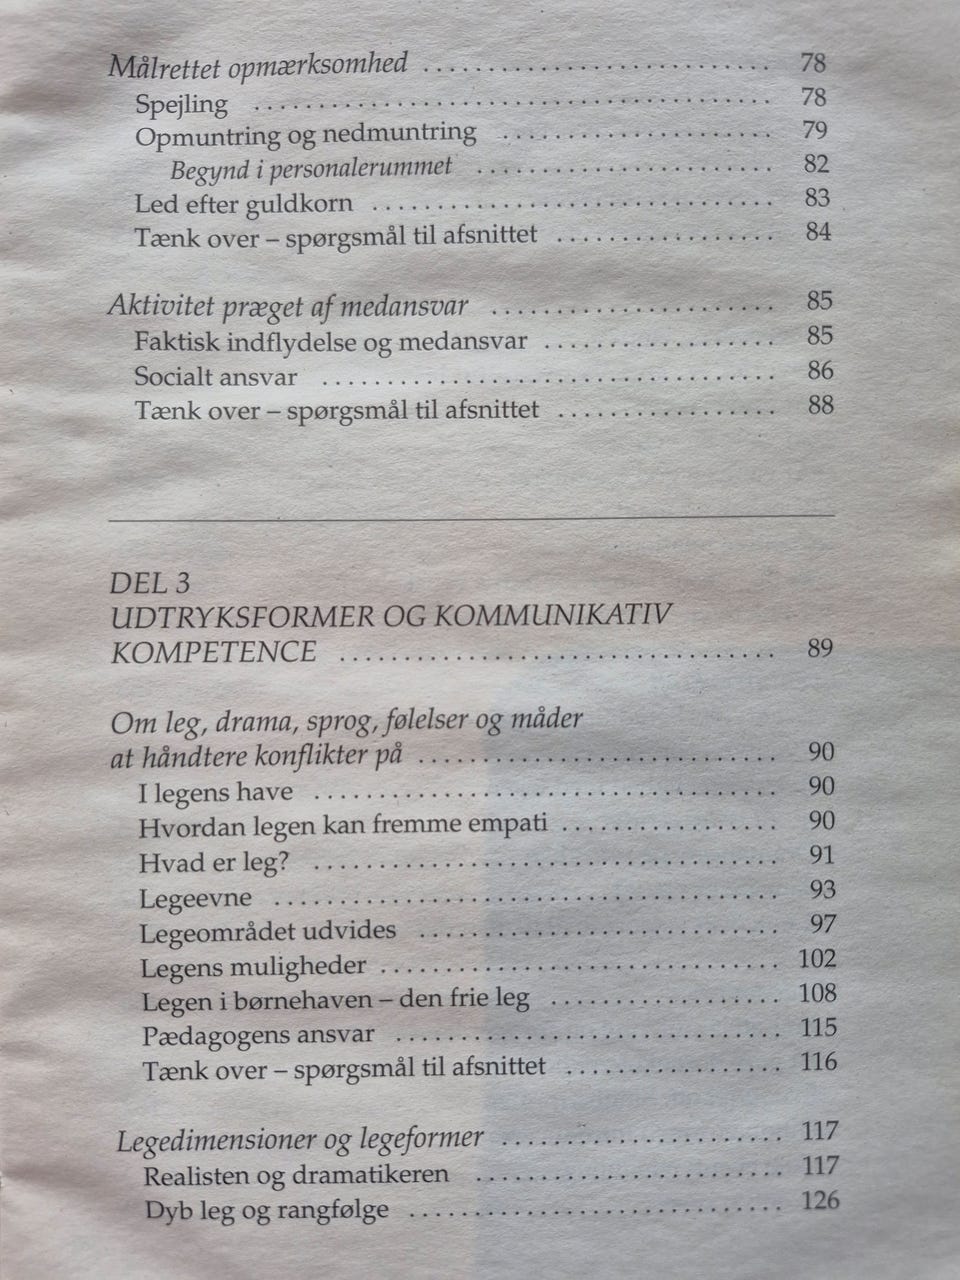 Målrettet opmærksomhed ........................... 78
Spejling ........................................ 78
Opmuntring og nedmuntring ..................... 79
Begynd i personalerummet ....................... 82
Led efter guldkorn ............................... 83
Tænk over – spørgsmål til afsnittet ................. 84
Aktivitet præget af medansvar ...................... 85
Faktisk indflydelse og medansvar .................. 85
Socialt ansvar ................................... 86
Tænk over – spørgsmål til afsnittet ................. 88
DEL 3
UDTRYKSFORMER OG KOMMUNIKATIV
KOMPETENCE .................................. 89
Om leg, drama, sprog, følelser og måder
at håndtere konflikter på ............................ 90
I legens have .................................... 90
Hvordan legen kan fremme empati ................. 90
Hvad er leg? .................................... 91
Legeevne ....................................... 93
Legeområdet udvides ............................ 97
Legens muligheder ............................... 102
Legen i børnehaven – den frie leg .................. 108
Pædagogens ansvar .............................. 115
Tænk over – spørgsmål til afsnittet ................. 116
Legedimensioner og legeformer ...................... 117
Realisten og dramatikeren ........................ 117
Dyb leg og rangfølge ............................. 126